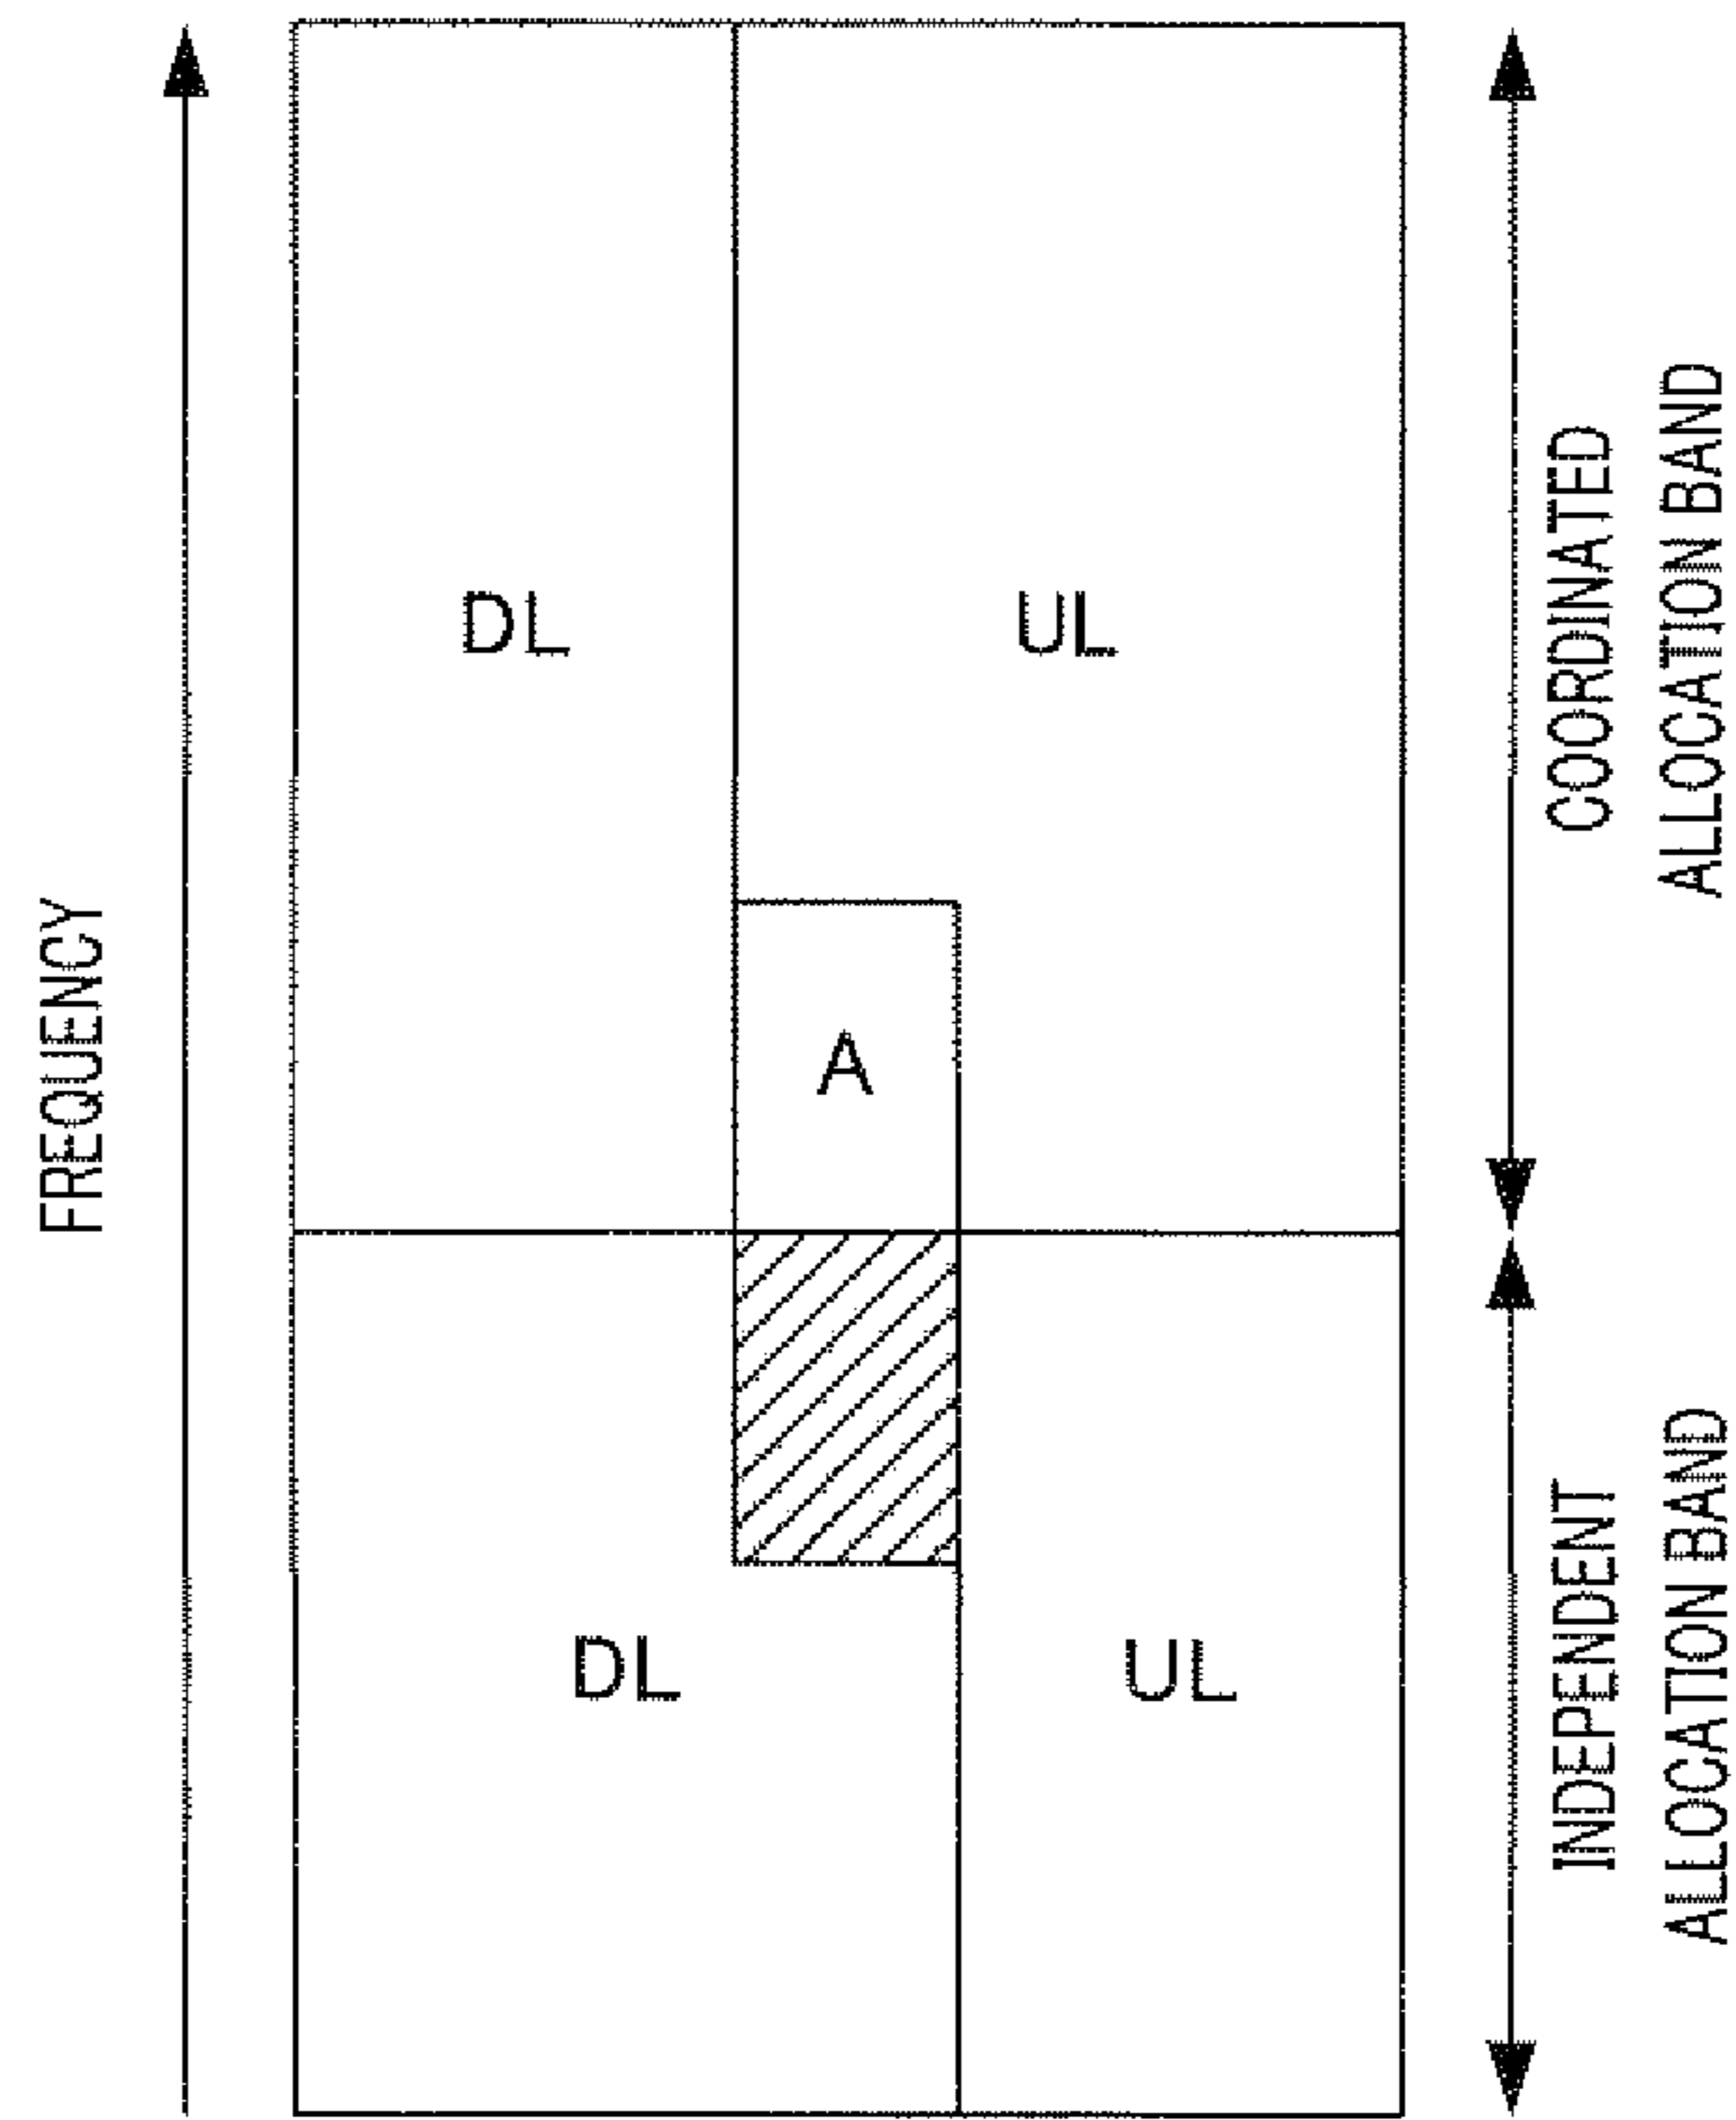 FREQUENCY
DL
UL
A
COORDINATED
ALLOCATION BAND
DL
UL
INDEPENDENT
ALLOCATION BAND